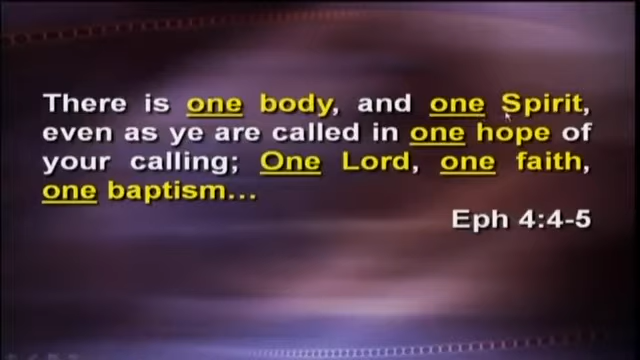 There is one body, and one Spirit,
even as ye are called in one hope of
your calling; One Lord, one faith,
one baptism...
Eph 4:4-5